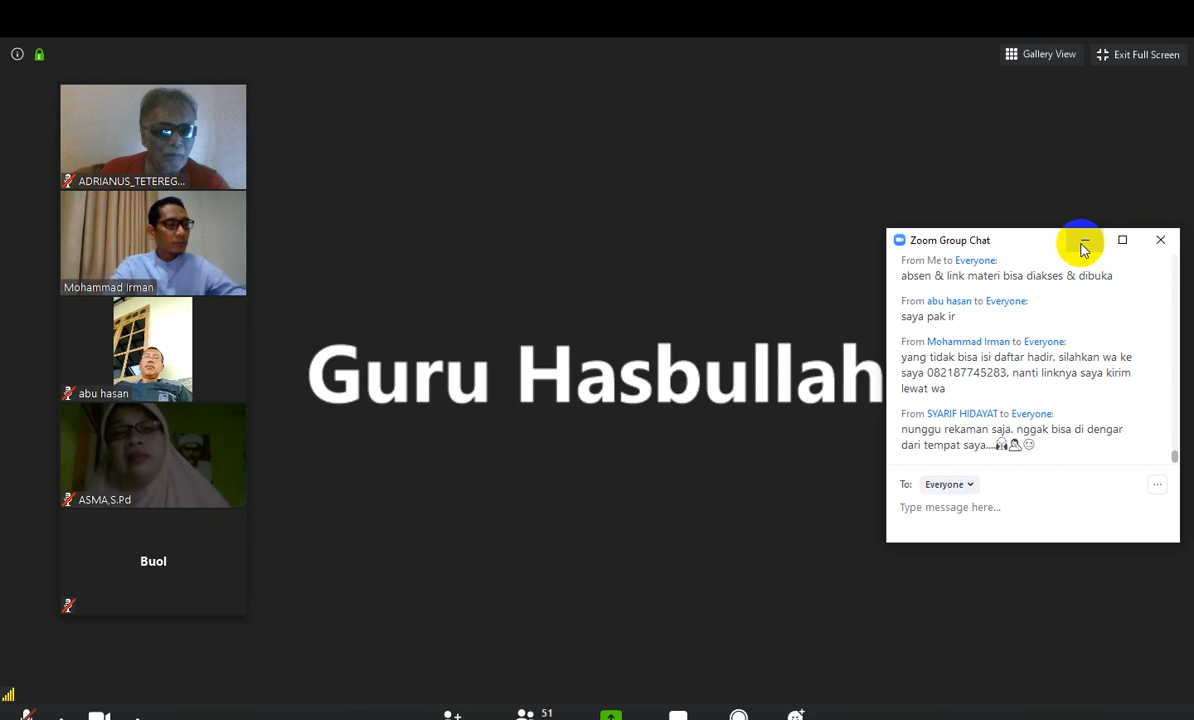 Gallery View
Exit Full Screen
ADRIANUS_TETEREG...
Mohammad Irman
abu hasan
ASMA,S.Pd
Buol
Guru Hasbullah
Zoom Group Chat
From Me to Everyone:
absen & link materi bisa diakses & dibuka
From abu hasan to Everyone:
saya pak ir
From Mohammad Irman to Everyone:
yang tidak bisa isi daftar hadir, silahkan wa ke
saya 082187745283, nanti linknya saya kirim
lewat wa
From SYARIF HIDAYAT to Everyone:
nunggu rekaman saja. nggak bisa di dengar
dari tempat saya....
To: Everyone
Type message here...
51